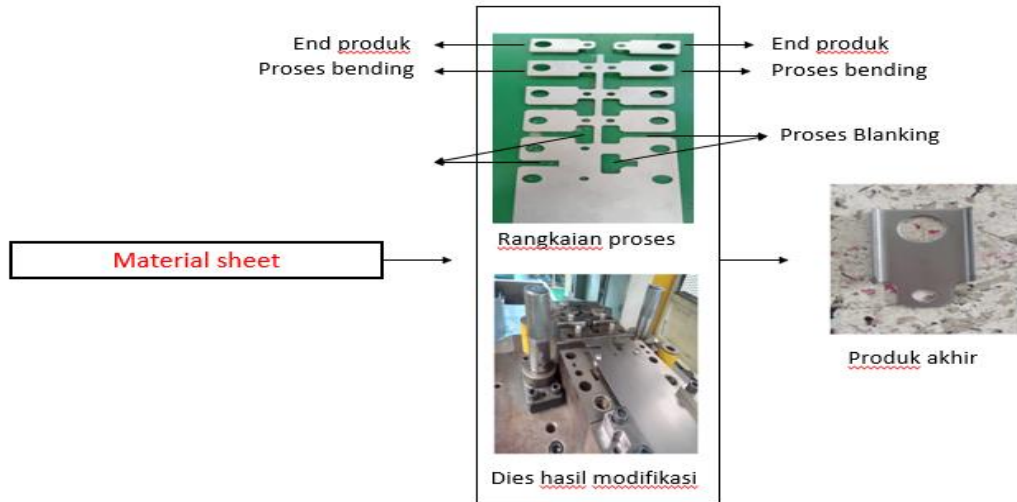 End produk
End produk
Proses bending
Proses bending
Proses Blanking
Rangkaian proses
Material sheet
Produk akhir
Dies hasil modifikasi